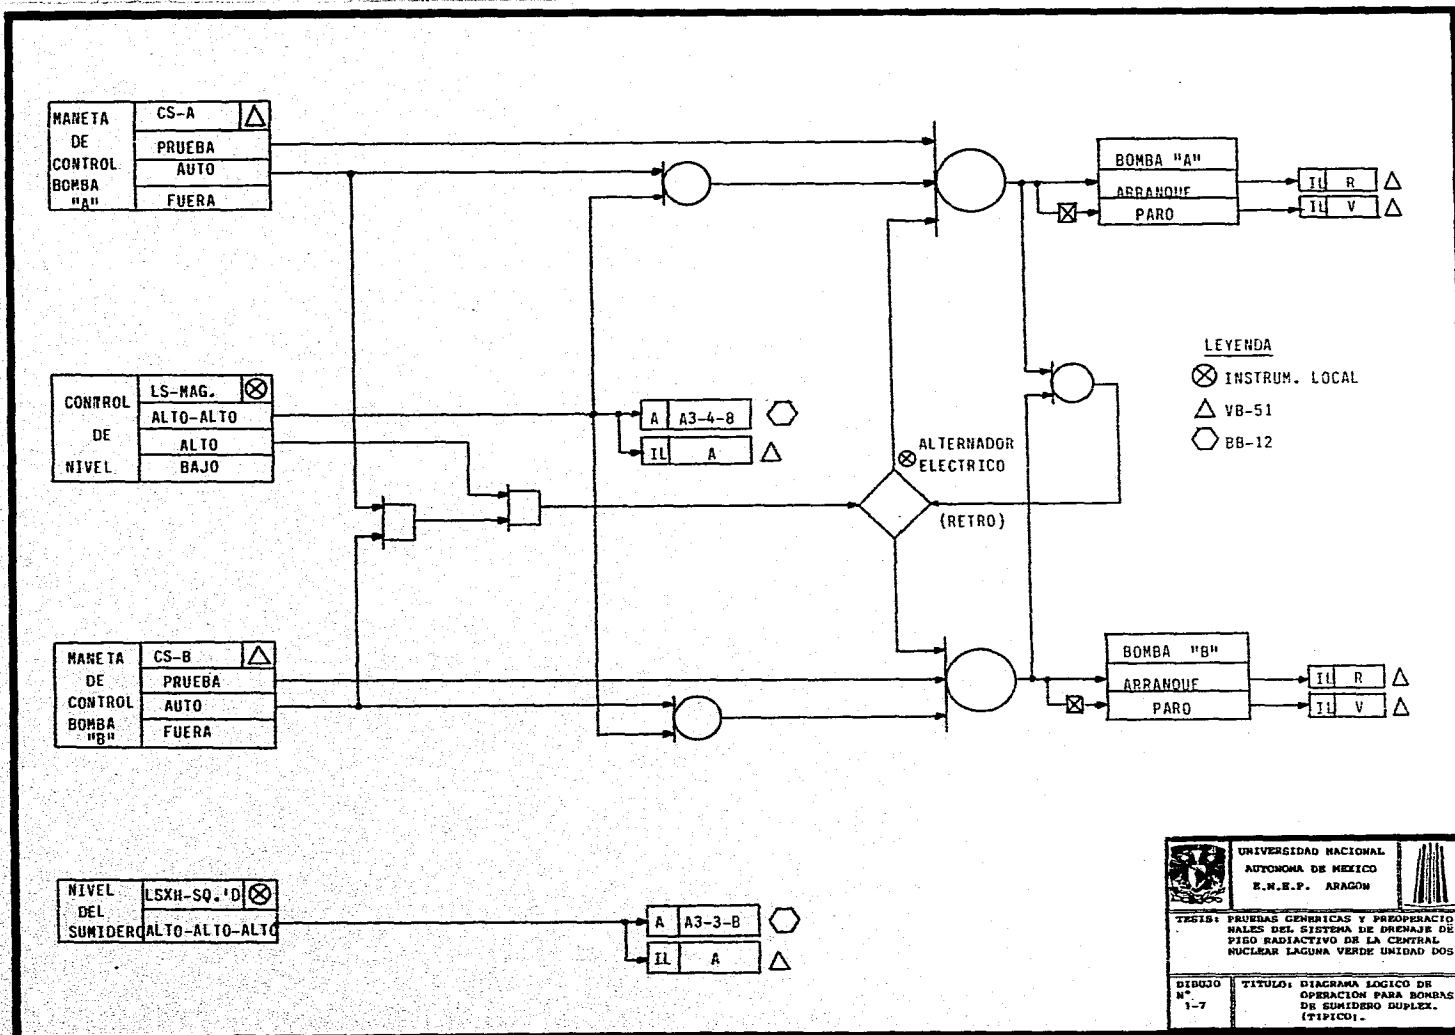 MANETA
DE
CONTROL
BOMBA
"A"
CS-A
PRUEBA
AUTO
FUERA
BOMBA "A"
ARRANQUE
PARO
IL R
IL V
CONTROL
DE
NIVEL
LS-MAG.
ALTO-ALTO
ALTO
BAJO
A A3-4-8
IL A
ALTERNADOR
ELECTRICO
(RETRO)
LEYENDA
INSTRUM. LOCAL
VB-51
BB-12
MANETA
DE
CONTROL
BOMBA
"B"
CS-B
PRUEBA
AUTO
FUERA
BOMBA "B"
ARRANQUE
PARO
IL R
IL V
NIVEL
DEL
SUMIDERO
LSXH-SQ.'D
ALTO-ALTO-ALTO
A A3-3-B
IL A
UNIVERSIDAD NACIONAL
AUTONOMA DE MEXICO
E.N.E.P. ARAGON
TESIS: PRUEBAS GENERICAS Y PREOPERACIO
NALES DEL SISTEMA DE DRENAJE DE
PISO RADIACTIVO DE LA CENTRAL
NUCLEAR LAGUNA VERDE UNIDAD DOS
DIBUJO
N°
1-7
TITULO: DIAGRAMA LOGICO DE
OPERACION PARA BOMBAS
DE SUMIDERO DUPLEX.
(TIPICO).